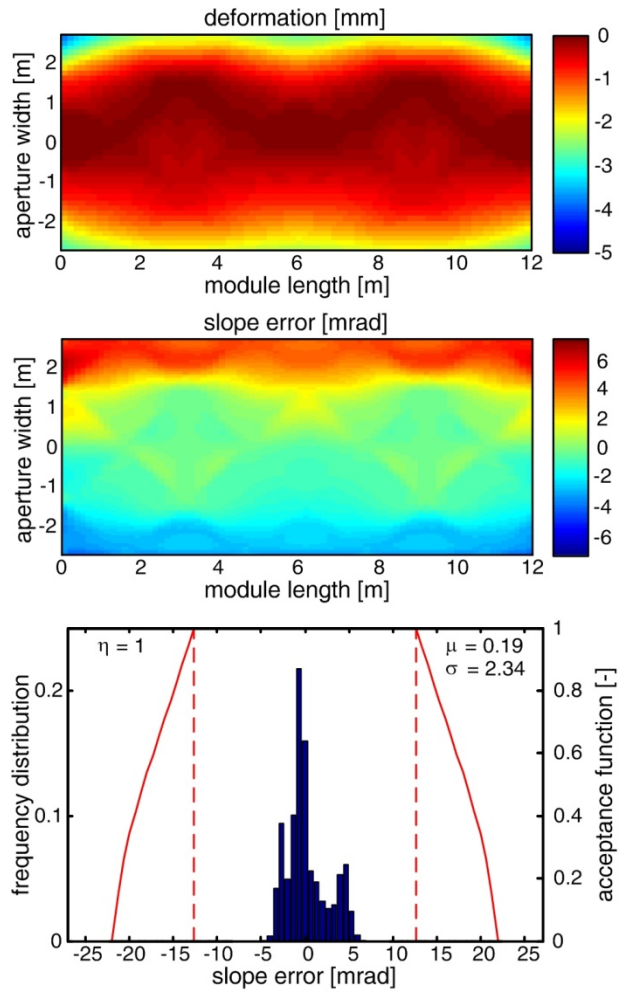 deformation [mm]
aperture width [m]
2
1
0
-1
-2
0 2 4 6 8 10 12
module length [m]
0
-1
-2
-3
-4
-5
slope error [mrad]
aperture width [m]
2
1
0
-1
-2
0 2 4 6 8 10 12
module length [m]
6
4
2
0
-2
-4
-6
η = 1
μ = 0.19
σ = 2.34
frequency distribution
0.2
0.1
0
1
0.8
0.6
0.4
0.2
0
acceptance function [-]
-25 -20 -15 -10 -5 0 5 10 15 20 25
slope error [mrad]